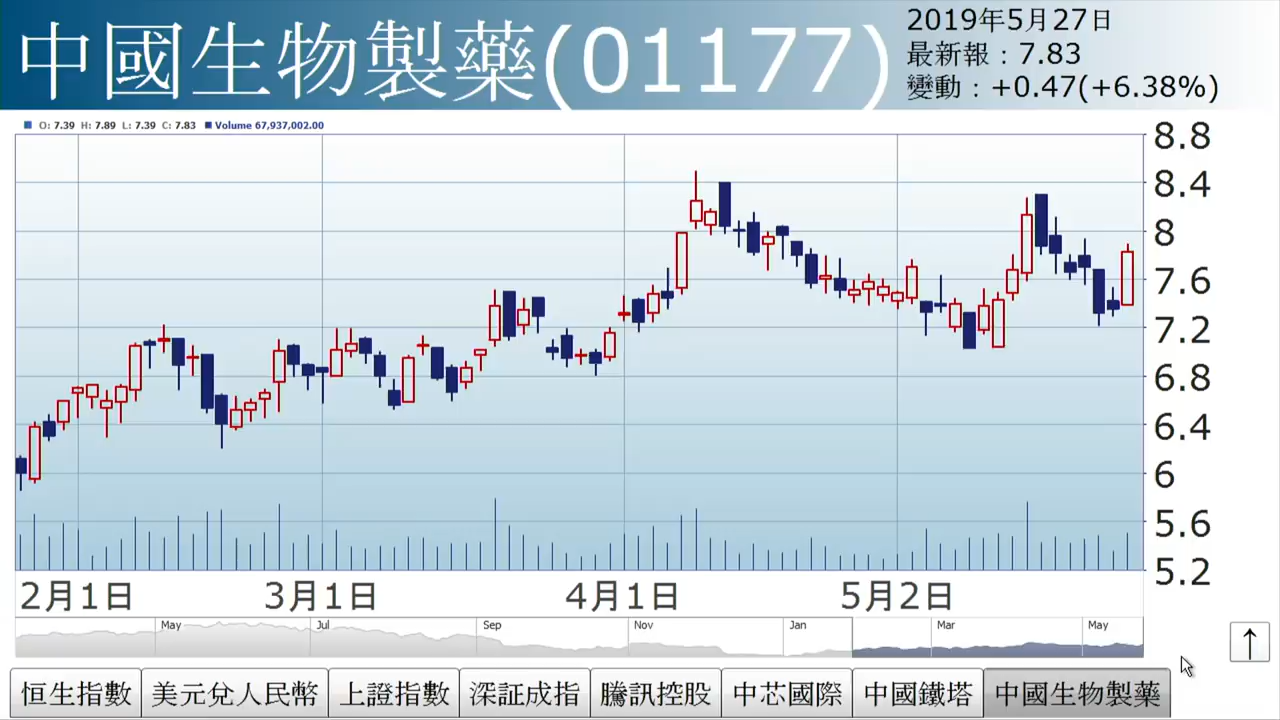 中國生物製藥(01177)
2019年5月27日
最新報：7.83
變動：+0.47(+6.38%)
O: 7.39 H: 7.89 L: 7.39 C: 7.83 Volume 67,937,002.00
8.8
8.4
8
7.6
7.2
6.8
6.4
6
5.6
5.2
2月1日 3月1日 4月1日 5月2日
May Jul Sep Nov Jan Mar May
↑
恒生指數 美元兌人民幣 上證指數 深証成指 騰訊控股 中芯國際 中國鐵塔 中國生物製藥